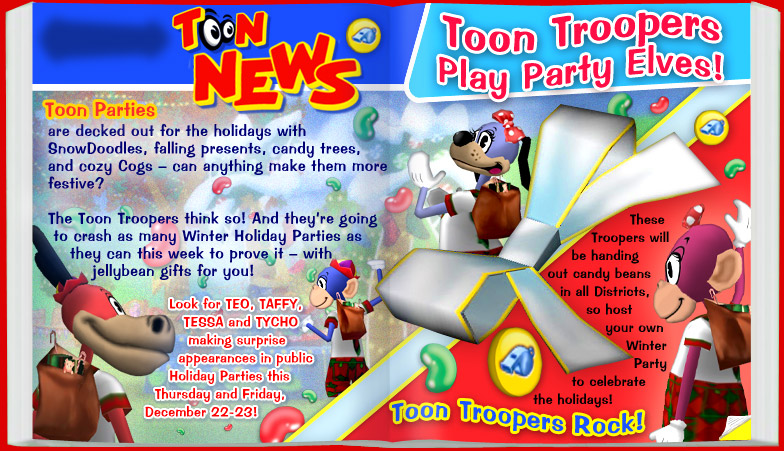 TOON
NEWS
Toon Parties
are decked out for the holidays with
SnowDoodles, falling presents, candy trees,
and cozy Cogs – can anything make them more
festive?
The Toon Troopers think so! And they're going
to crash as many Winter Holiday Parties as
they can this week to prove it – with
jellybean gifts for you!
Look for TEO, TAFFY,
TESSA and TYCHO
making surprise
appearances in public
Holiday Parties this
Thursday and Friday,
December 22-23!
Toon Troopers
Play Party Elves!
These
Troopers will
be handing
out candy beans
in all Districts,
so host
your own
Winter
Party
to celebrate
the holidays!
Toon Troopers Rock!